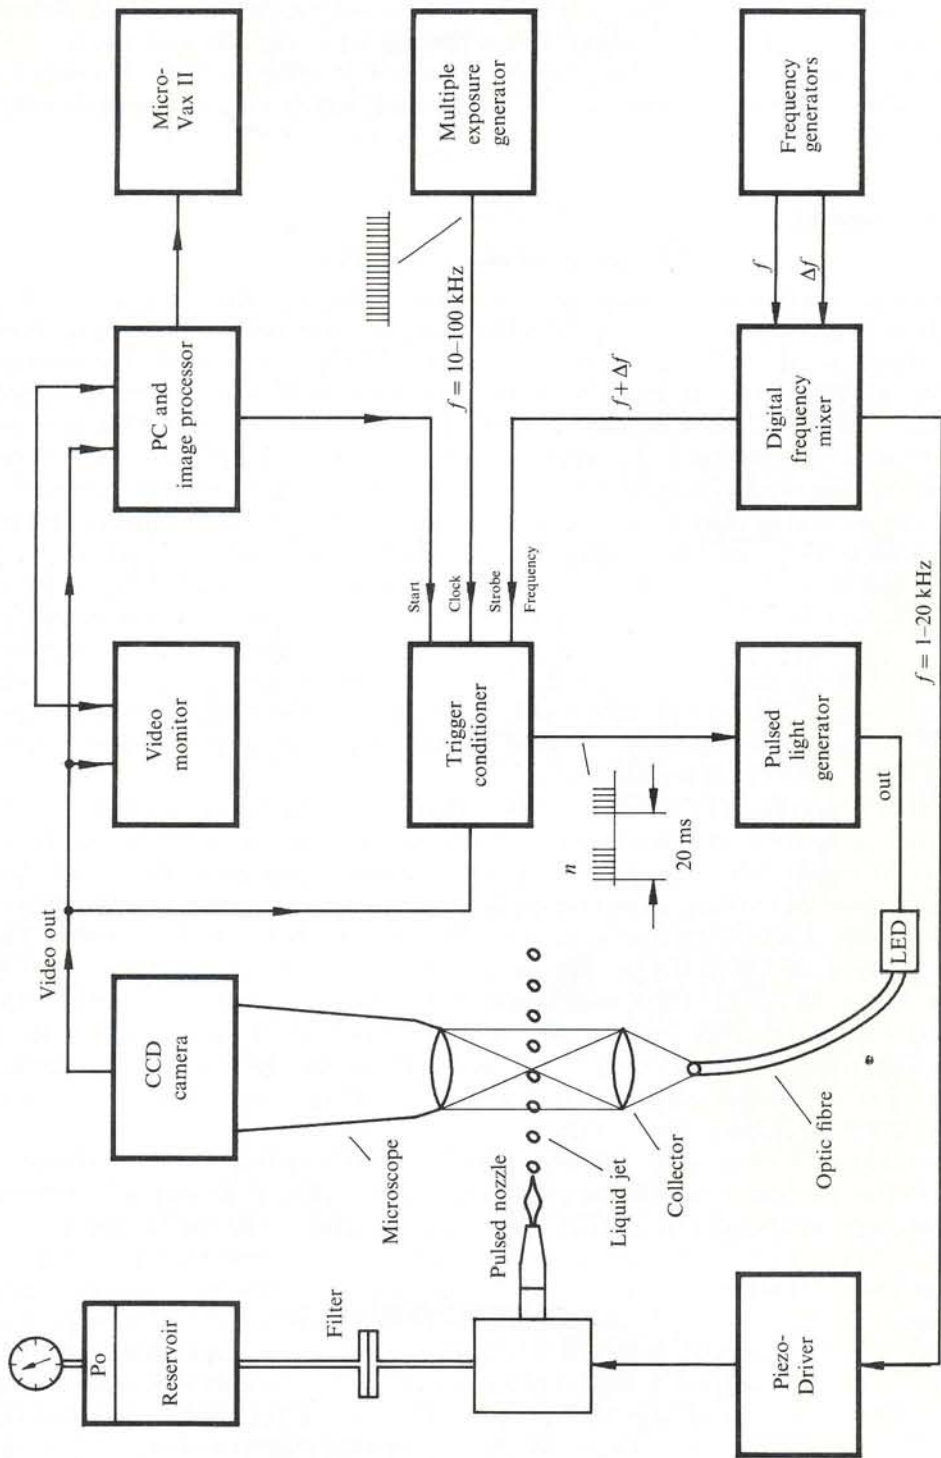 Po
Reservoir
Filter
Pulsed nozzle
Piezo-
Driver
CCD
camera
Microscope
Liquid jet
Collector
Optic fibre
LED
Video out
Video
monitor
Trigger
conditioner
n
20 ms
Pulsed
light
generator
out
Start
Clock
Strobe
Frequency
PC and
image processor
f = 10–100 kHz
f + Δf
Digital
frequency
mixer
f = 1–20 kHz
Micro-
Vax II
Multiple
exposure
generator
f
Δf
Frequency
generators